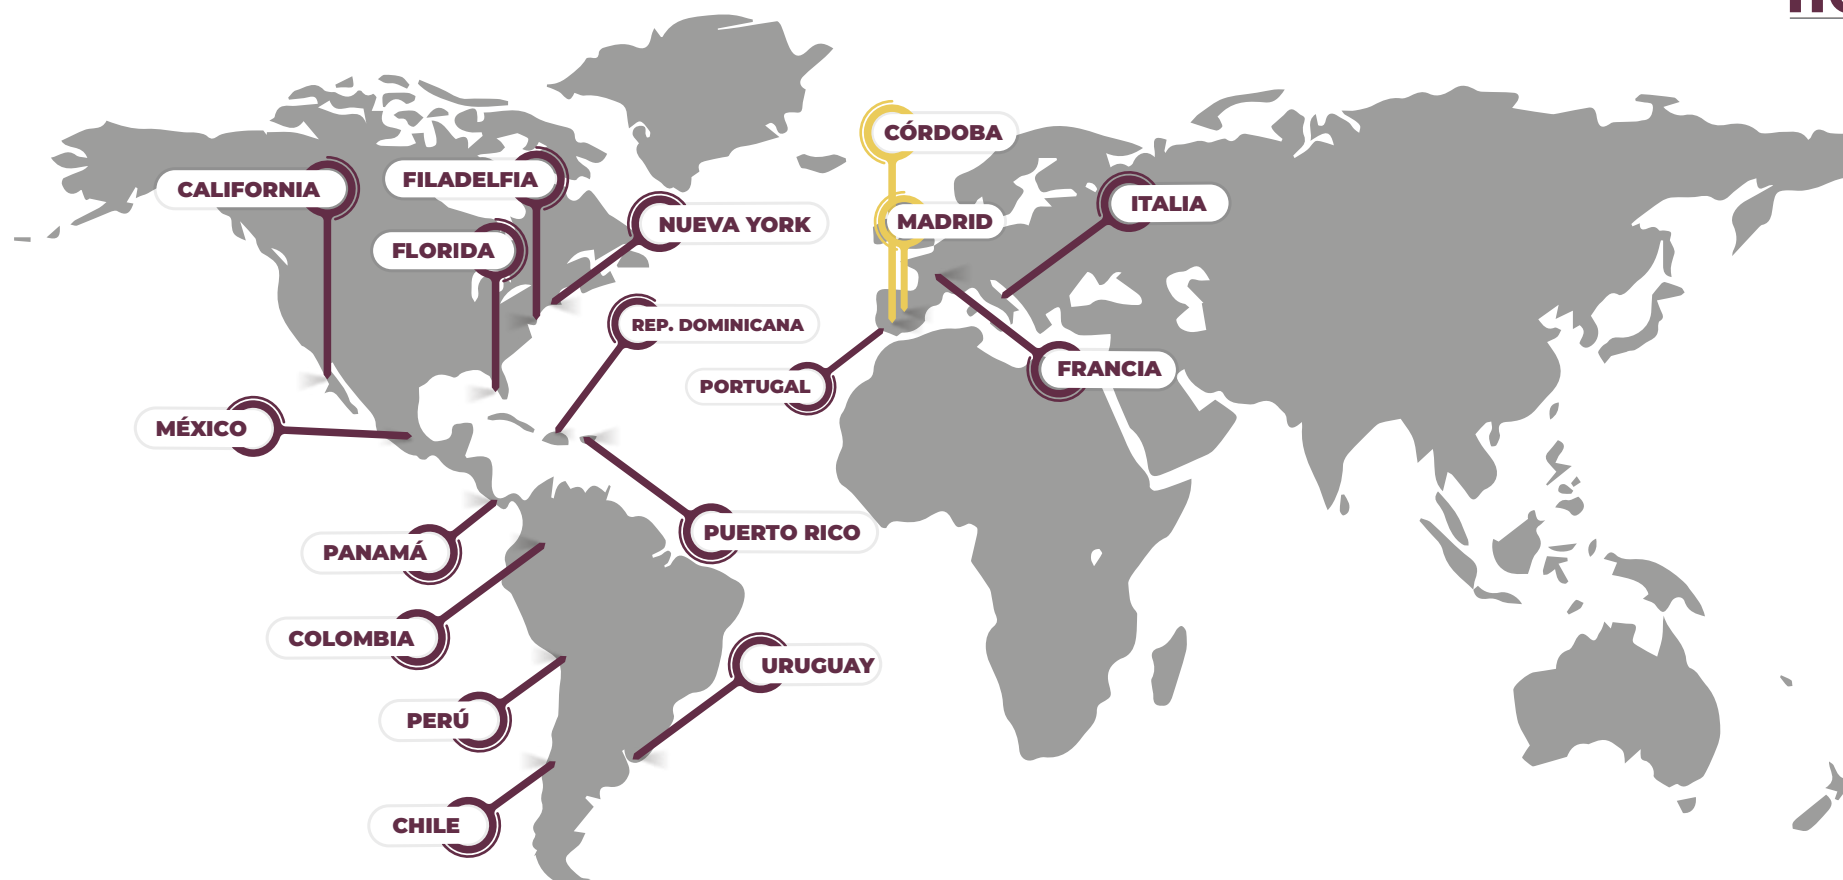 CÓRDOBA
CALIFORNIA
FILADELFIA
NUEVA YORK
MADRID
ITALIA
FLORIDA
REP. DOMINICANA
PORTUGAL
FRANCIA
MÉXICO
PUERTO RICO
PANAMÁ
COLOMBIA
URUGUAY
PERÚ
CHILE